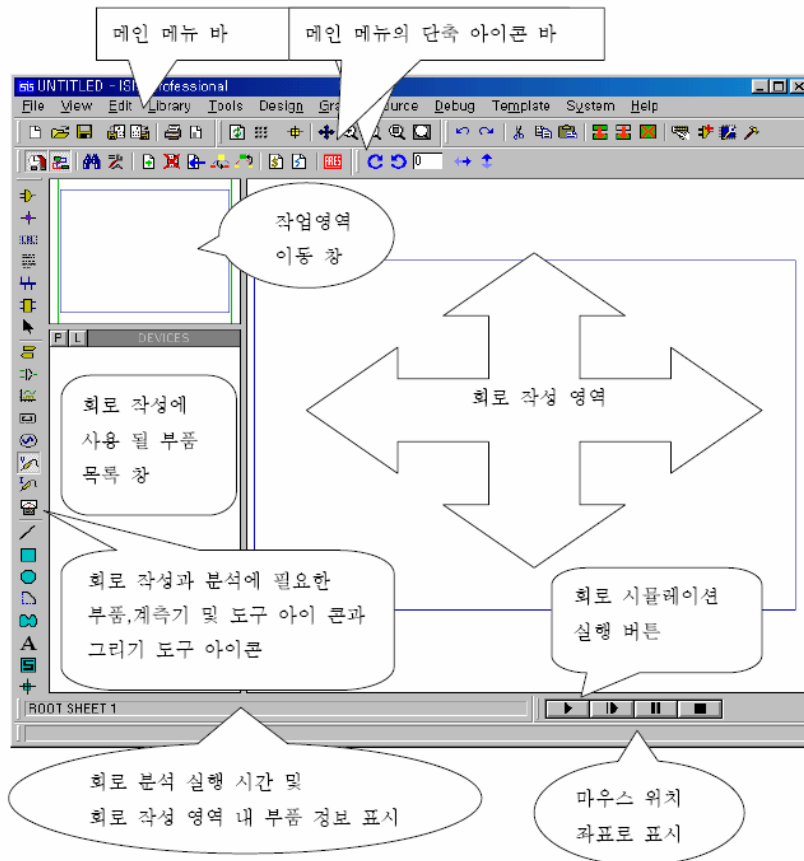 메인 메뉴 바
메인 메뉴의 단축 아이콘 바
UNTITLED - ISIS Professional
File View Edit Library Tools Design Source Debug Template System Help
0
작업영역
이동 창
P L DEVICES
회로 작성 영역
회로 작성에
사용 될 부품
목록 창
회로 작성과 분석에 필요한
부품,계측기 및 도구 아이 콘과
그리기 도구 아이콘
회로 시뮬레이션
실행 버튼
A
ROOT SHEET 1
회로 분석 실행 시간 및
회로 작성 영역 내 부품 정보 표시
마우스 위치
좌표로 표시